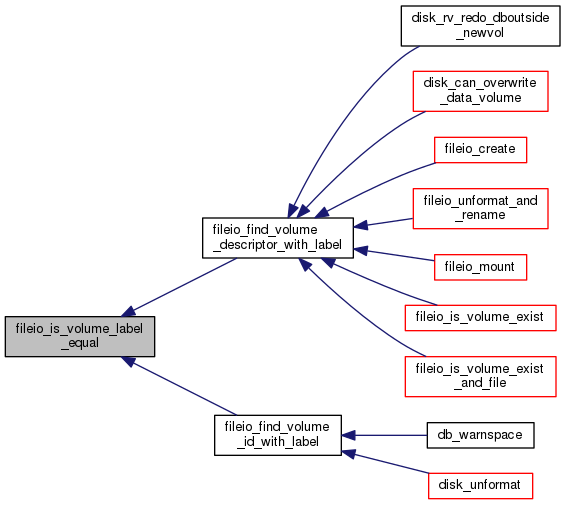 disk_rv_redo_dboutside
_newvol
disk_can_overwrite
_data_volume
fileio_create
fileio_unformat_and
_rename
fileio_find_volume
_descriptor_with_label
fileio_mount
fileio_is_volume_exist
fileio_is_volume_label
_equal
fileio_is_volume_exist
_and_file
fileio_find_volume
_id_with_label
db_warnspace
disk_unformat